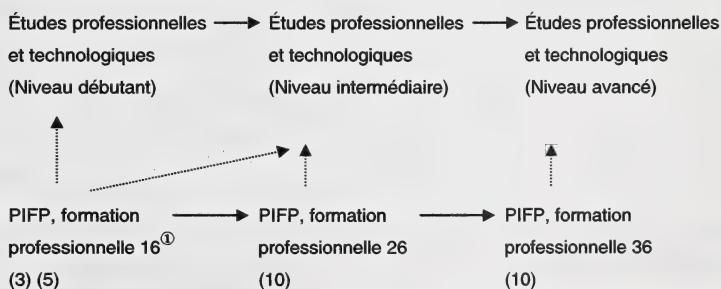 Études professionnelles
et technologiques
(Niveau débutant)
Études professionnelles
et technologiques
(Niveau intermédiaire)
Études professionnelles
et technologiques
(Niveau avancé)
PIFP, formation
professionnelle 16①
(3) (5)
PIFP, formation
professionnelle 26
(10)
PIFP, formation
professionnelle 36
(10)